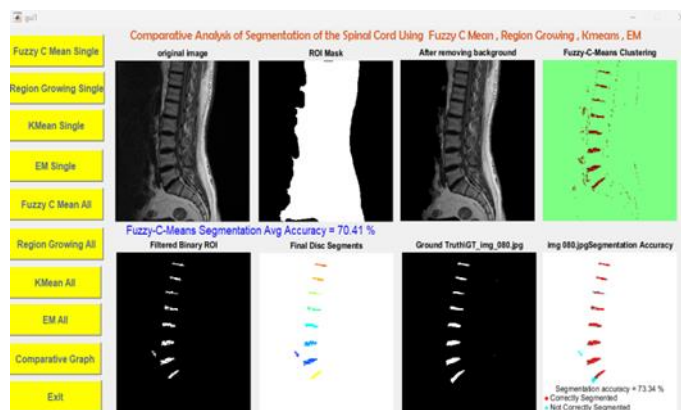 gui1
Comparative Analysis of Segmentation of the Spinal Cord Using Fuzzy C Mean , Region Growing , Kmeans , EM
Fuzzy C Mean Single
Region Growing Single
KMean Single
EM Single
Fuzzy C Mean All
Region Growing All
KMean All
EM All
Comparative Graph
Exit
original image
ROI Mask
After removing background
Fuzzy-C-Means Clustering
Fuzzy-C-Means Segmentation Avg Accuracy = 70.41 %
Filtered Binary ROI
Final Disc Segments
Ground Truth\GT_img_080.jpg
img 080.jpgSegmentation Accuracy
Segmentation accuracy = 73.34 %
Correctly Segmented
Not Correctly Segmented